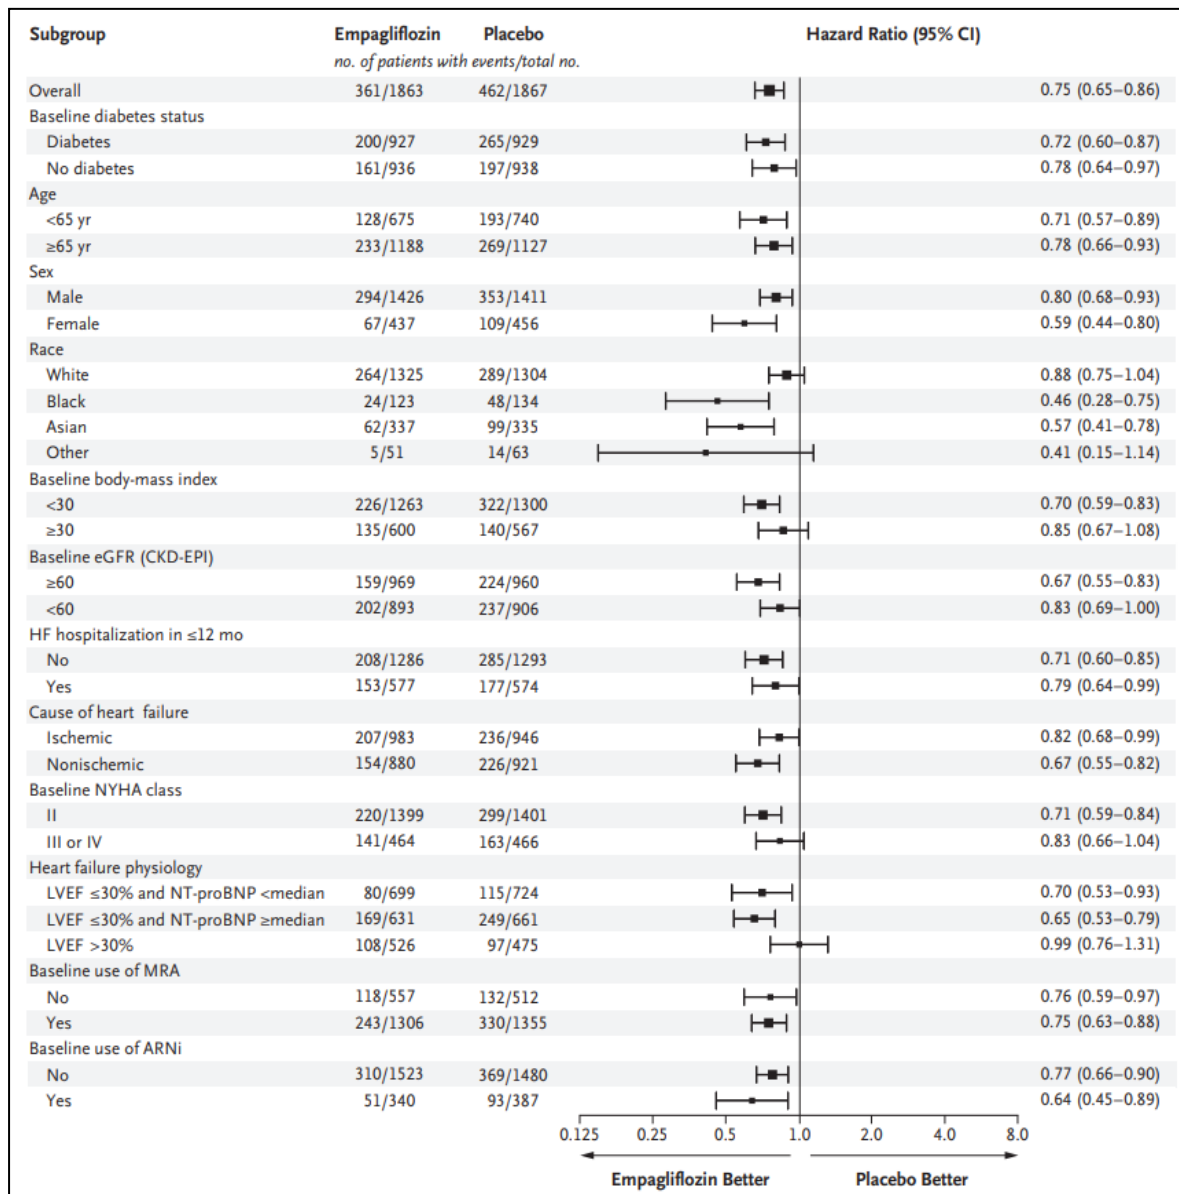 Subgroup Empagliflozin Placebo Hazard Ratio (95% CI)
no. of patients with events/total no.
Overall 361/1863 462/1867 0.75 (0.65–0.86)
Baseline diabetes status
Diabetes 200/927 265/929 0.72 (0.60–0.87)
No diabetes 161/936 197/938 0.78 (0.64–0.97)
Age
<65 yr 128/675 193/740 0.71 (0.57–0.89)
≥65 yr 233/1188 269/1127 0.78 (0.66–0.93)
Sex
Male 294/1426 353/1411 0.80 (0.68–0.93)
Female 67/437 109/456 0.59 (0.44–0.80)
Race
White 264/1325 289/1304 0.88 (0.75–1.04)
Black 24/123 48/134 0.46 (0.28–0.75)
Asian 62/337 99/335 0.57 (0.41–0.78)
Other 5/51 14/63 0.41 (0.15–1.14)
Baseline body-mass index
<30 226/1263 322/1300 0.70 (0.59–0.83)
≥30 135/600 140/567 0.85 (0.67–1.08)
Baseline eGFR (CKD-EPI)
≥60 159/969 224/960 0.67 (0.55–0.83)
<60 202/893 237/906 0.83 (0.69–1.00)
HF hospitalization in ≤12 mo
No 208/1286 285/1293 0.71 (0.60–0.85)
Yes 153/577 177/574 0.79 (0.64–0.99)
Cause of heart failure
Ischemic 207/983 236/946 0.82 (0.68–0.99)
Nonischemic 154/880 226/921 0.67 (0.55–0.82)
Baseline NYHA class
II 220/1399 299/1401 0.71 (0.59–0.84)
III or IV 141/464 163/466 0.83 (0.66–1.04)
Heart failure physiology
LVEF ≤30% and NT-proBNP <median 80/699 115/724 0.70 (0.53–0.93)
LVEF ≤30% and NT-proBNP ≥median 169/631 249/661 0.65 (0.53–0.79)
LVEF >30% 108/526 97/475 0.99 (0.76–1.31)
Baseline use of MRA
No 118/557 132/512 0.76 (0.59–0.97)
Yes 243/1306 330/1355 0.75 (0.63–0.88)
Baseline use of ARNi
No 310/1523 369/1480 0.77 (0.66–0.90)
Yes 51/340 93/387 0.64 (0.45–0.89)
0.125 0.25 0.5 1.0 2.0 4.0 8.0
Empagliflozin Better Placebo Better